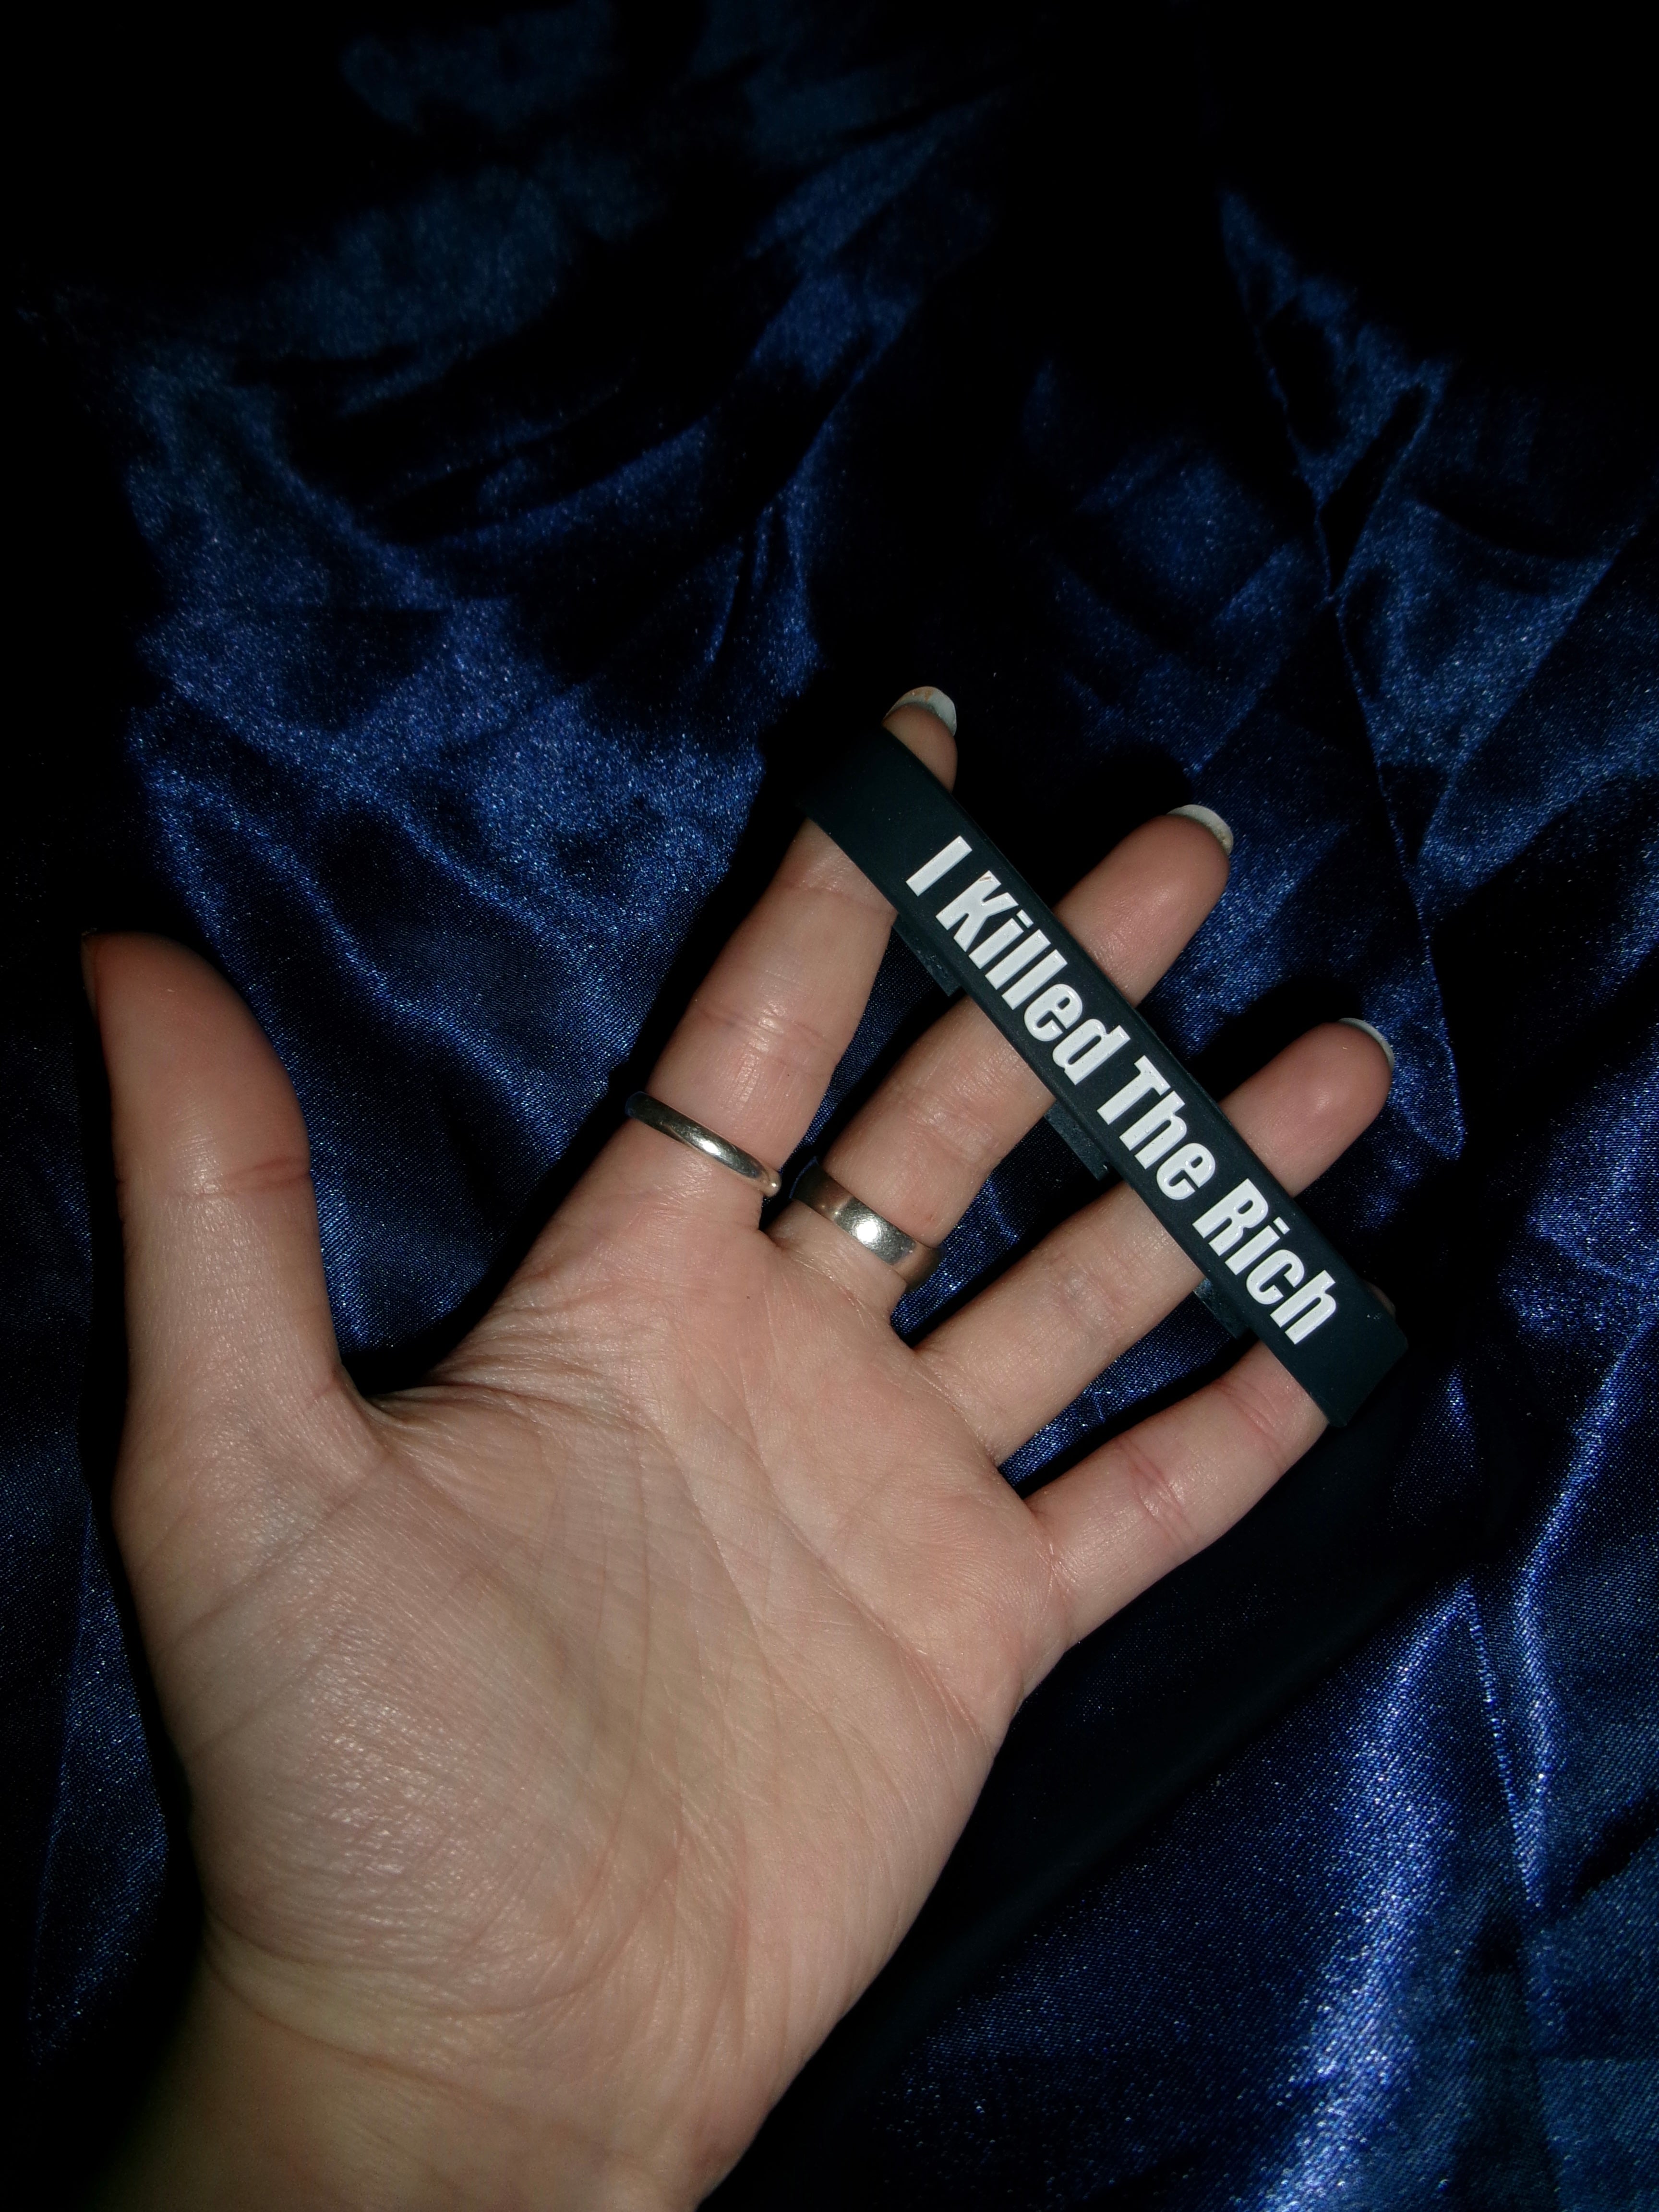 I Killed The Rich